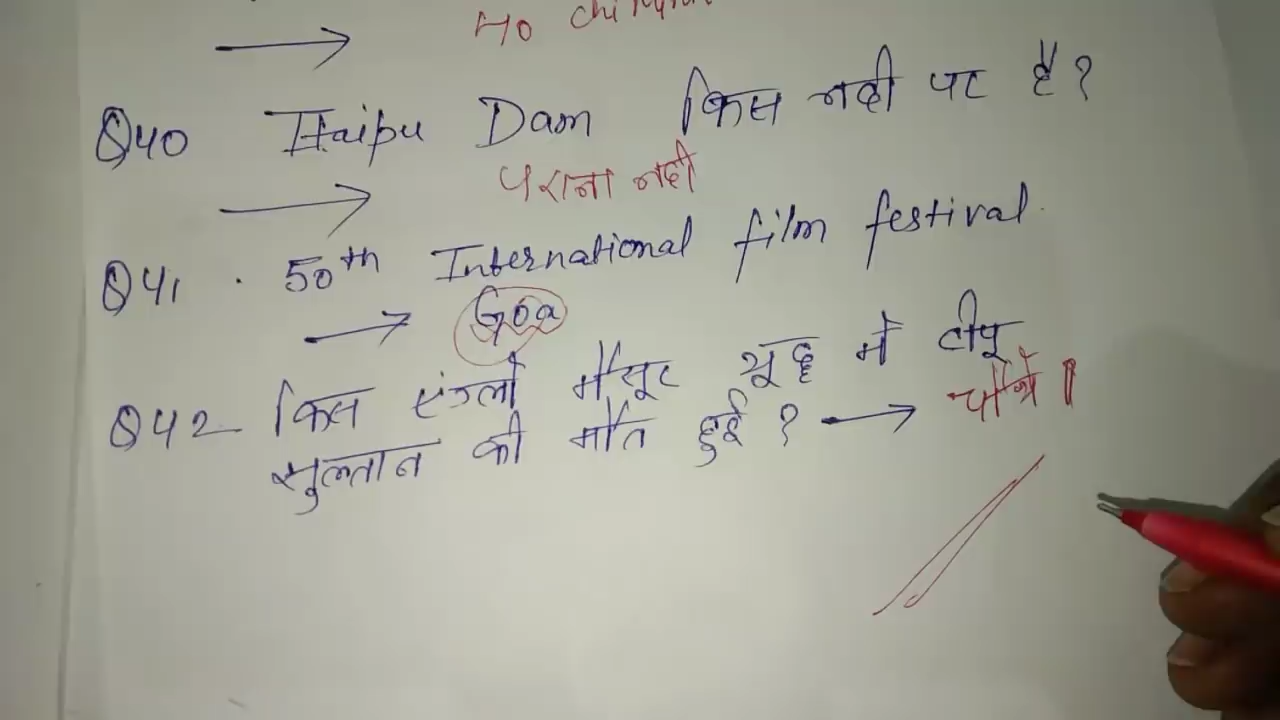 Ho Chi Minh
Q40 Itaipu Dam किस नदी पर है?
पराना नदी
Q41. 50th International film festival.
Goa
Q42 किस एंग्लो मैसूर युद्ध में टीपू
सुल्तान की मौत हुई? → चौथे।